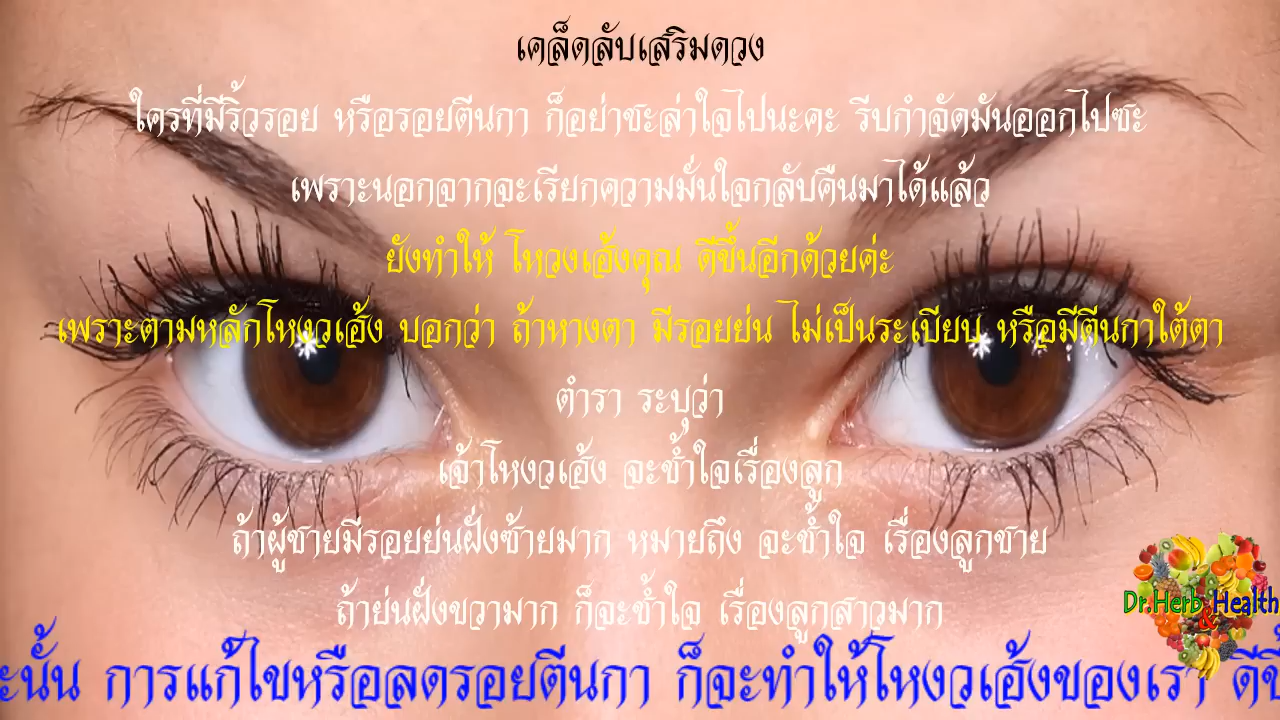 เคล็ดลับเสริมดวง
ใครที่มีริ้วรอย หรือรอยตีนกา ก็อย่าชะล่าใจไปนะคะ รีบกำจัดมันออกไปซะ
เพราะนอกจากจะเรียกความมั่นใจกลับคืนมาได้แล้ว
ยังทำให้ โหวงเฮ้งคุณ ดีขึ้นอีกด้วยค่ะ
เพราะตามหลักโหงวเฮ้ง บอกว่า ถ้าหางตา มีรอยย่น ไม่เป็นระเบียบ หรือมีตีนกาใต้ตา
ตำรา ระบุว่า
เจ้าโหงวเฮ้ง จะช้ำใจเรื่องลูก
ถ้าผู้ชายมีรอยย่นฝั่งซ้ายมาก หมายถึง จะช้ำใจ เรื่องลูกชาย
ถ้าย่นฝั่งขวามาก ก็จะช้ำใจ เรื่องลูกสาวมาก
Dr.Herb & Health
ะนั้น การแก้ไขหรือลดรอยตีนกา ก็จะทำให้โหงวเฮ้งของเรา